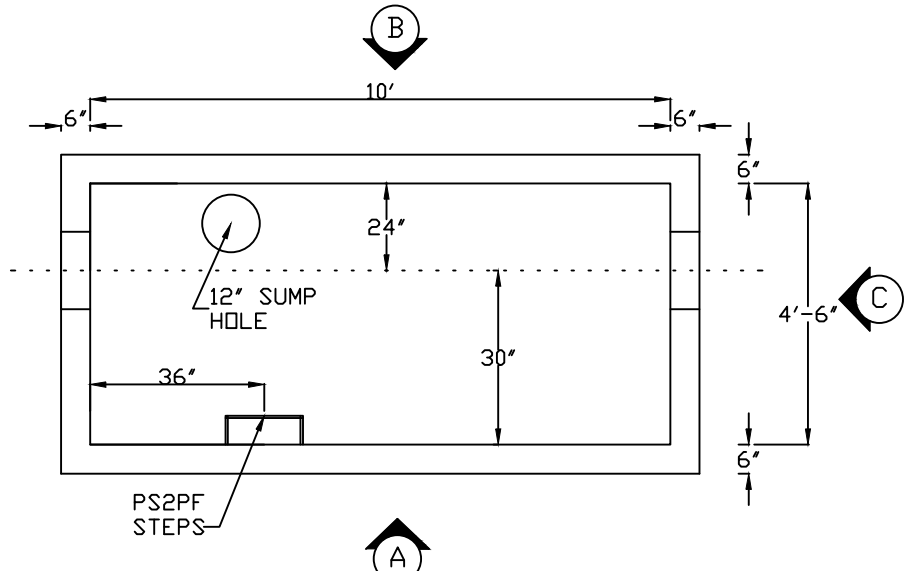 B
10'
6"
6"
6"
24"
12" SUMP
HOLE
C
4'-6"
30"
36"
6"
PS2PF
STEPS
A